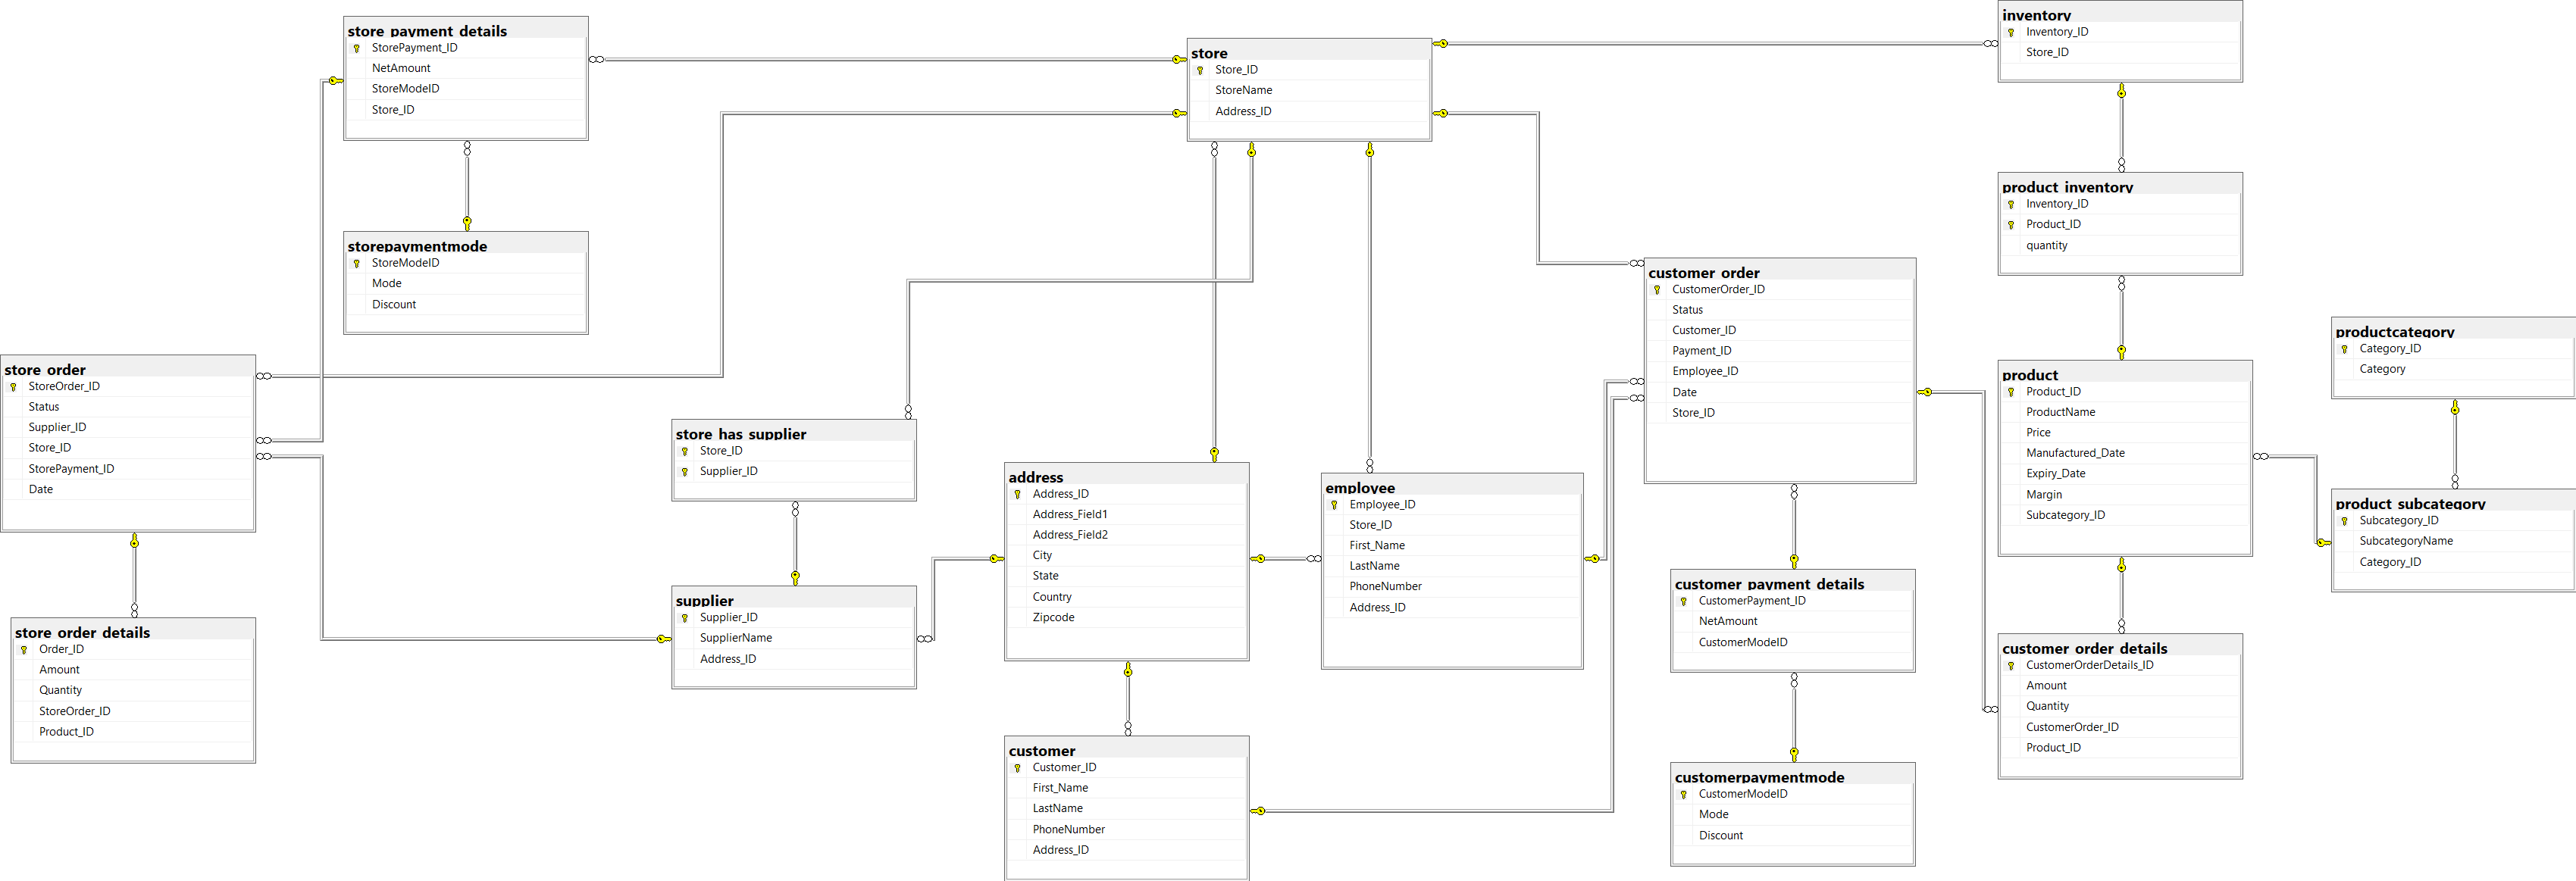 store_payment_details
StorePayment_ID
NetAmount
StoreModeID
Store_ID
storepaymentmode
StoreModeID
Mode
Discount
store_order
StoreOrder_ID
Status
Supplier_ID
Store_ID
StorePayment_ID
Date
store_order_details
Order_ID
Amount
Quantity
StoreOrder_ID
Product_ID
store
Store_ID
StoreName
Address_ID
store_has_supplier
Store_ID
Supplier_ID
supplier
Supplier_ID
SupplierName
Address_ID
address
Address_ID
Address_Field1
Address_Field2
City
State
Country
Zipcode
customer
Customer_ID
First_Name
LastName
PhoneNumber
Address_ID
employee
Employee_ID
Store_ID
First_Name
LastName
PhoneNumber
Address_ID
customer_order
CustomerOrder_ID
Status
Customer_ID
Payment_ID
Employee_ID
Date
Store_ID
customer_payment_details
CustomerPayment_ID
NetAmount
CustomerModeID
customerpaymentmode
CustomerModeID
Mode
Discount
inventory
Inventory_ID
Store_ID
product_inventory
Inventory_ID
Product_ID
quantity
product
Product_ID
ProductName
Price
Manufactured_Date
Expiry_Date
Margin
Subcategory_ID
customer_order_details
CustomerOrderDetails_ID
Amount
Quantity
CustomerOrder_ID
Product_ID
productcategory
Category_ID
Category
product_subcategory
Subcategory_ID
SubcategoryName
Category_ID